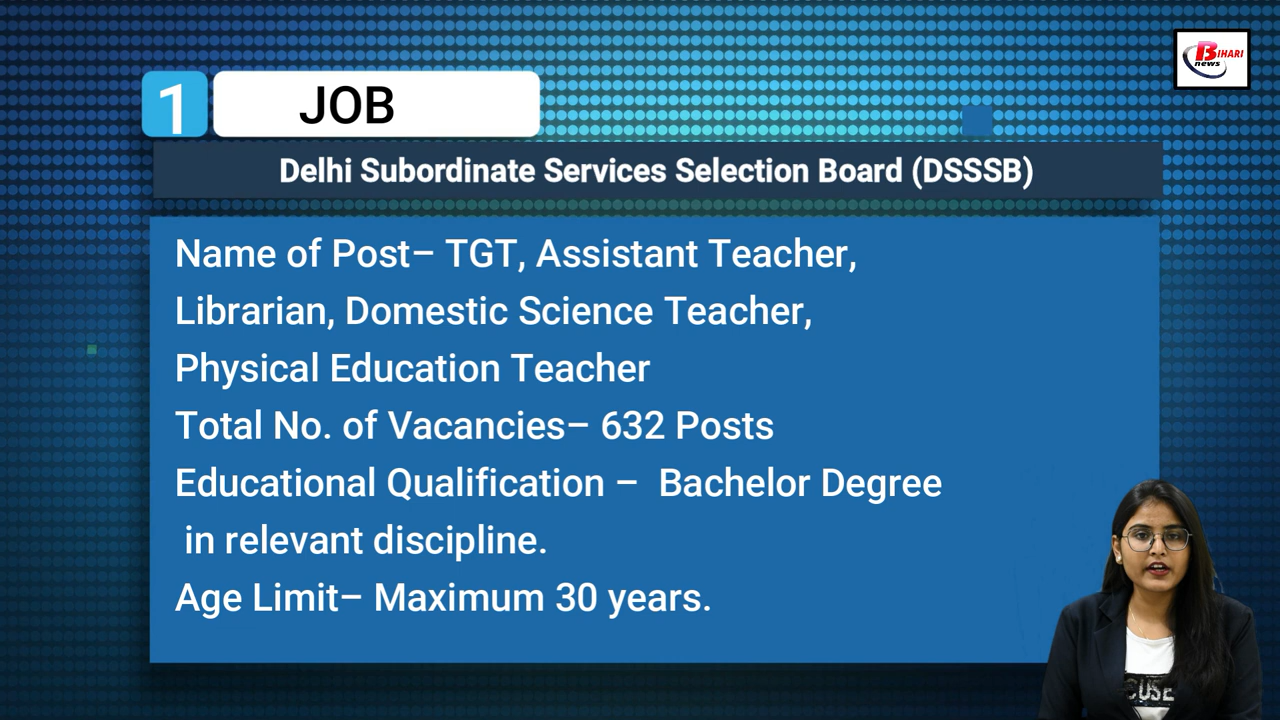 BIHARI
news
1 JOB
Delhi Subordinate Services Selection Board (DSSSB)
Name of Post– TGT, Assistant Teacher,
Librarian, Domestic Science Teacher,
Physical Education Teacher
Total No. of Vacancies– 632 Posts
Educational Qualification – Bachelor Degree
in relevant discipline.
Age Limit– Maximum 30 years.